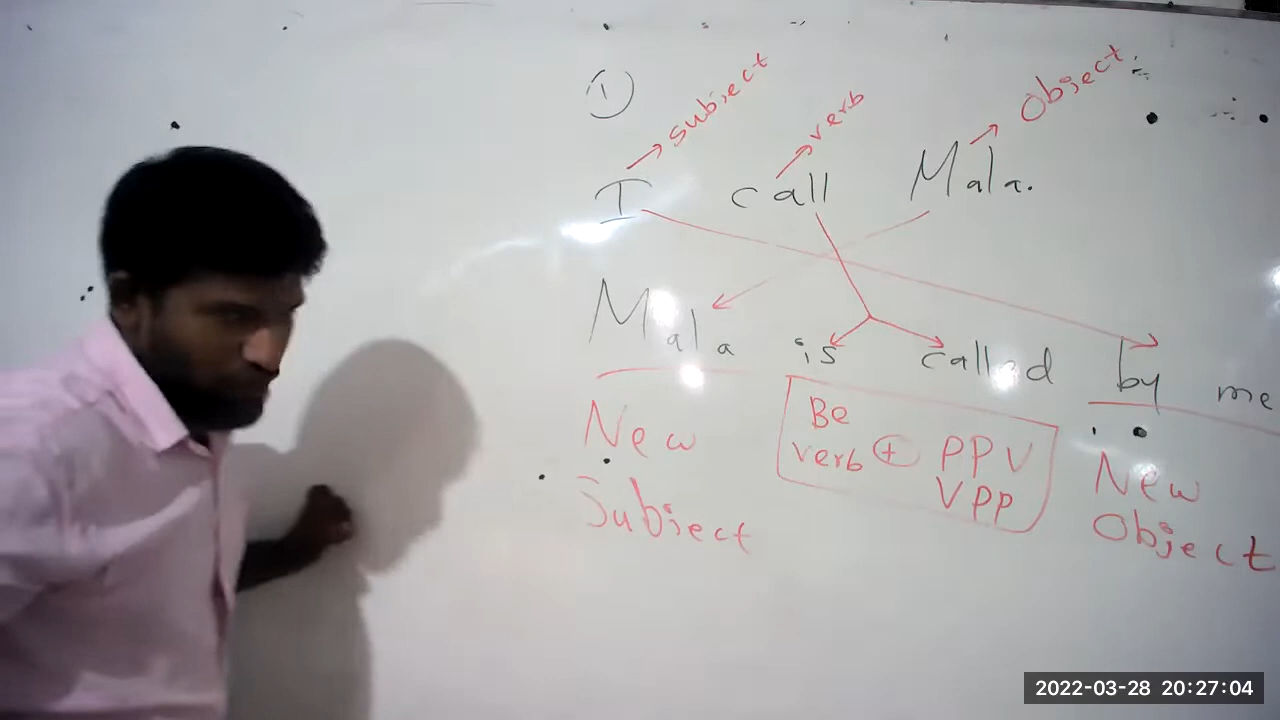 1
subject verb Object
I call Mala.
Mala is called by me
New Be New
verb + PPV
Subject VPP Object
2022-03-28 20:27:04